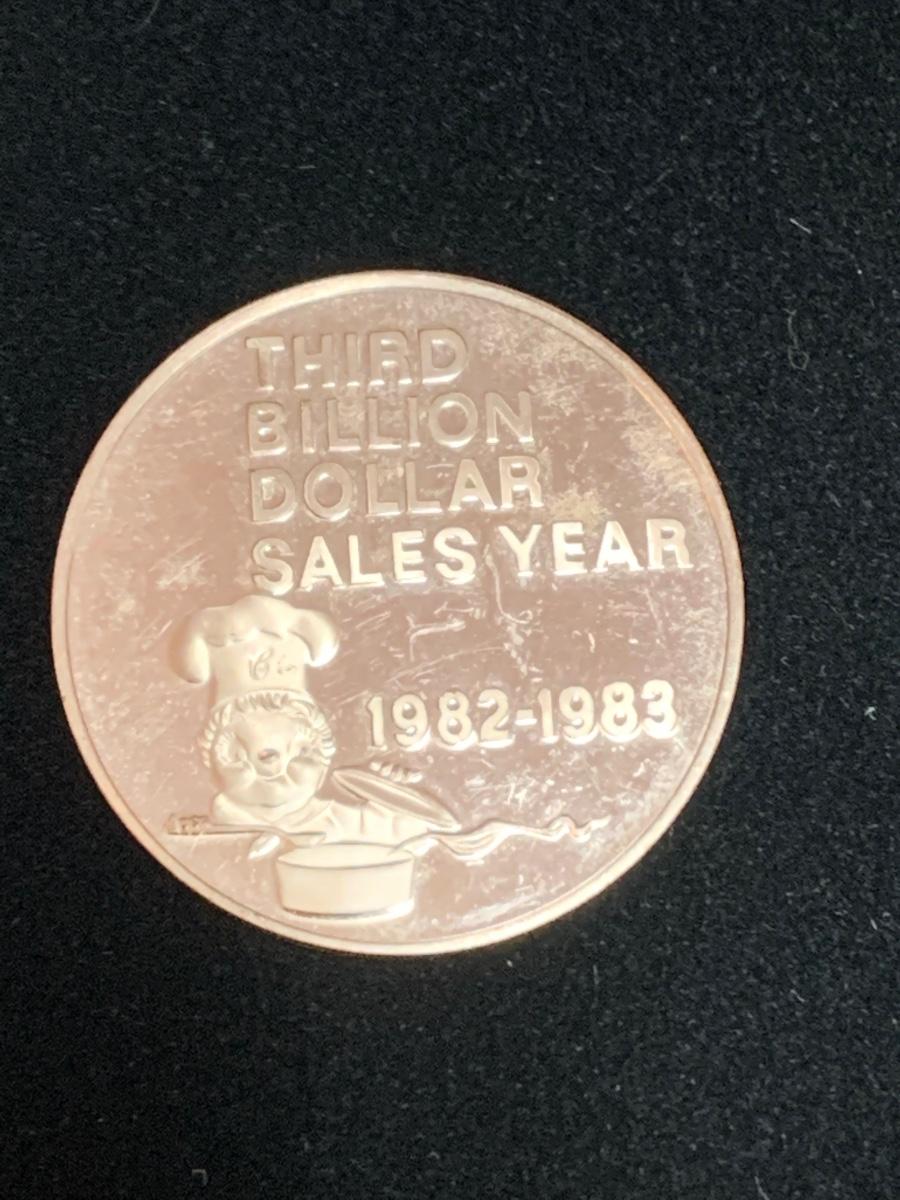 THIRD
BILLION
DOLLAR
SALES YEAR
1982-1983